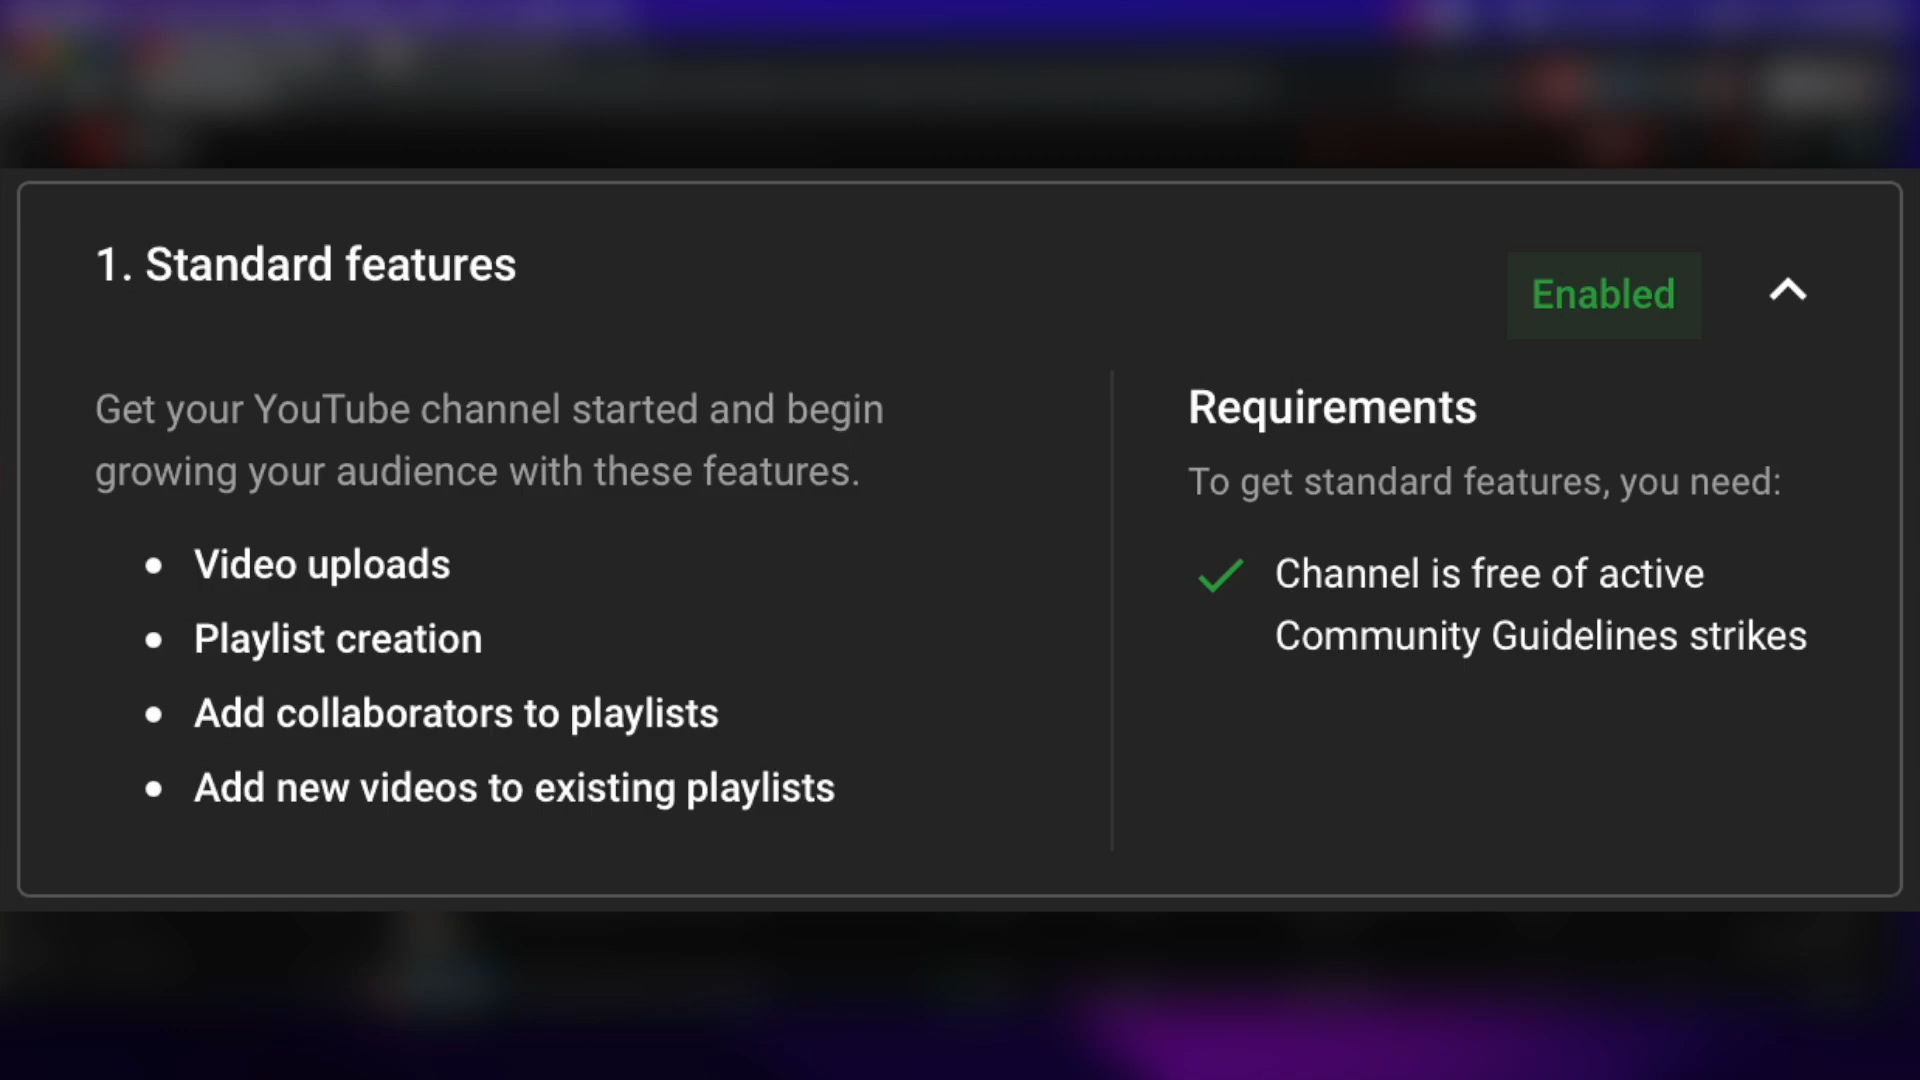 1. Standard features
Enabled
Get your YouTube channel started and begin
growing your audience with these features.
• Video uploads
• Playlist creation
• Add collaborators to playlists
• Add new videos to existing playlists
Requirements
To get standard features, you need:
Channel is free of active
Community Guidelines strikes